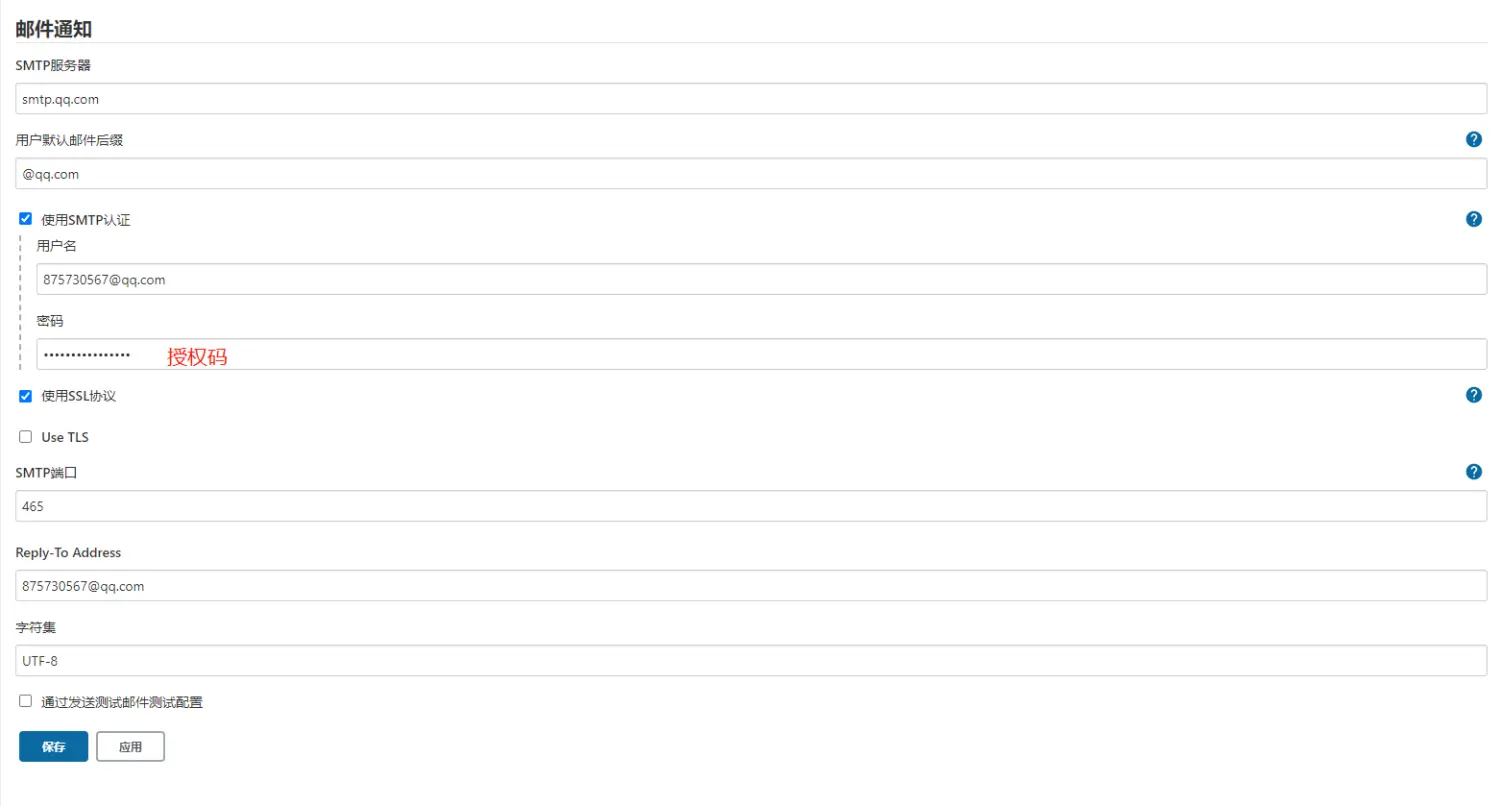 邮件通知
SMTP服务器
smtp.qq.com
用户默认邮件后缀
?
@qq.com
使用SMTP认证
?
用户名
875730567@qq.com
密码
•••••••••••••••• 授权码
使用SSL协议
?
Use TLS
SMTP端口
?
465
Reply-To Address
875730567@qq.com
字符集
UTF-8
通过发送测试邮件测试配置
保存 应用